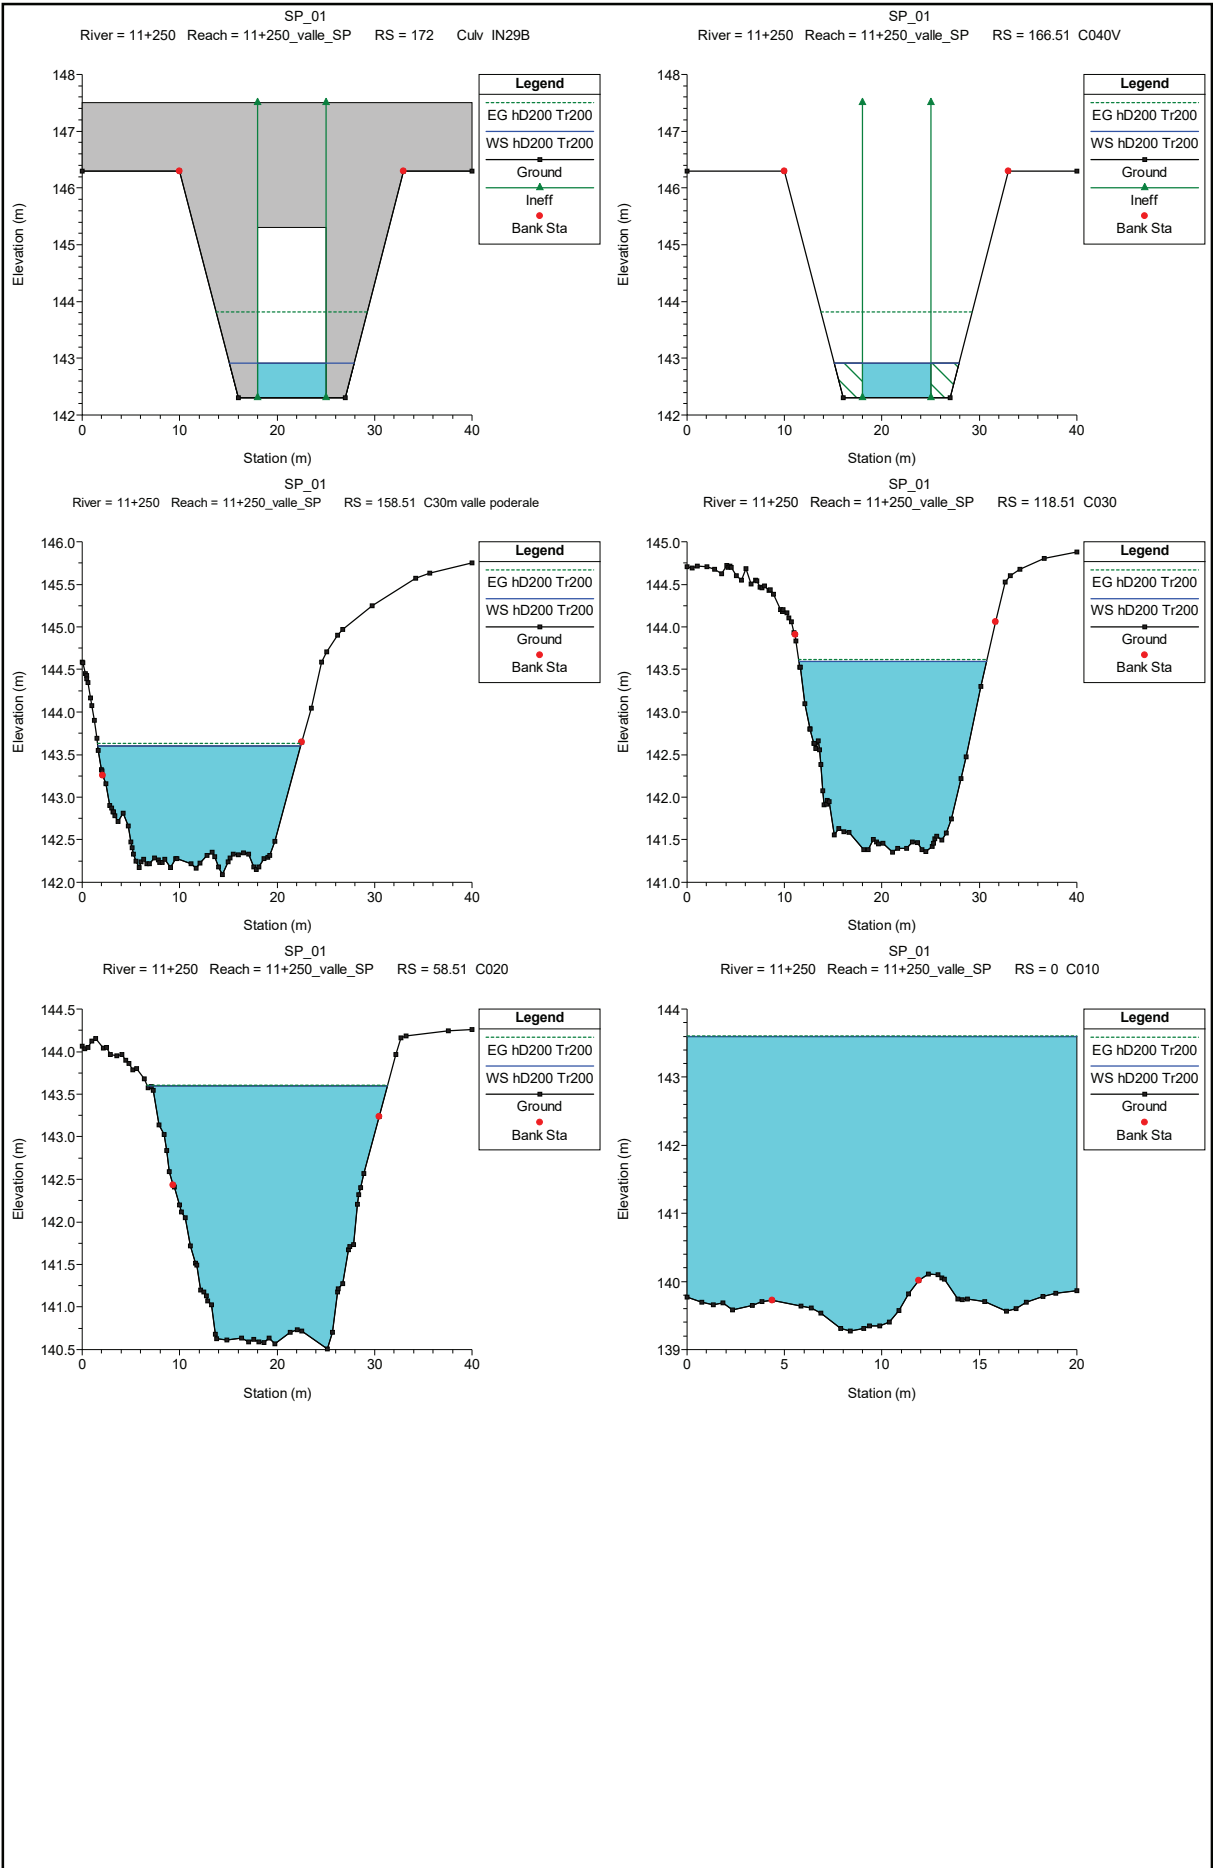 SP_01
River = 11+250 Reach = 11+250_valle_SP RS = 172 Culv IN29B
148
147
146
145
144
143
142
Elevation (m)
0 10 20 30 40
Station (m)
Legend
EG hD200 Tr200
WS hD200 Tr200
Ground
Ineff
Bank Sta
SP_01
River = 11+250 Reach = 11+250_valle_SP RS = 166.51 C040V
148
147
146
145
144
143
142
Elevation (m)
0 10 20 30 40
Station (m)
Legend
EG hD200 Tr200
WS hD200 Tr200
Ground
Ineff
Bank Sta
SP_01
River = 11+250 Reach = 11+250_valle_SP RS = 158.51 C30m valle poderale
146.0
145.5
145.0
144.5
144.0
143.5
143.0
142.5
142.0
Elevation (m)
0 10 20 30 40
Station (m)
Legend
EG hD200 Tr200
WS hD200 Tr200
Ground
Bank Sta
SP_01
River = 11+250 Reach = 11+250_valle_SP RS = 118.51 C030
145.0
144.5
144.0
143.5
143.0
142.5
142.0
141.5
141.0
Elevation (m)
0 10 20 30 40
Station (m)
Legend
EG hD200 Tr200
WS hD200 Tr200
Ground
Bank Sta
SP_01
River = 11+250 Reach = 11+250_valle_SP RS = 58.51 C020
144.5
144.0
143.5
143.0
142.5
142.0
141.5
141.0
140.5
Elevation (m)
0 10 20 30 40
Station (m)
Legend
EG hD200 Tr200
WS hD200 Tr200
Ground
Bank Sta
SP_01
River = 11+250 Reach = 11+250_valle_SP RS = 0 C010
144
143
142
141
140
139
Elevation (m)
0 5 10 15 20
Station (m)
Legend
EG hD200 Tr200
WS hD200 Tr200
Ground
Bank Sta